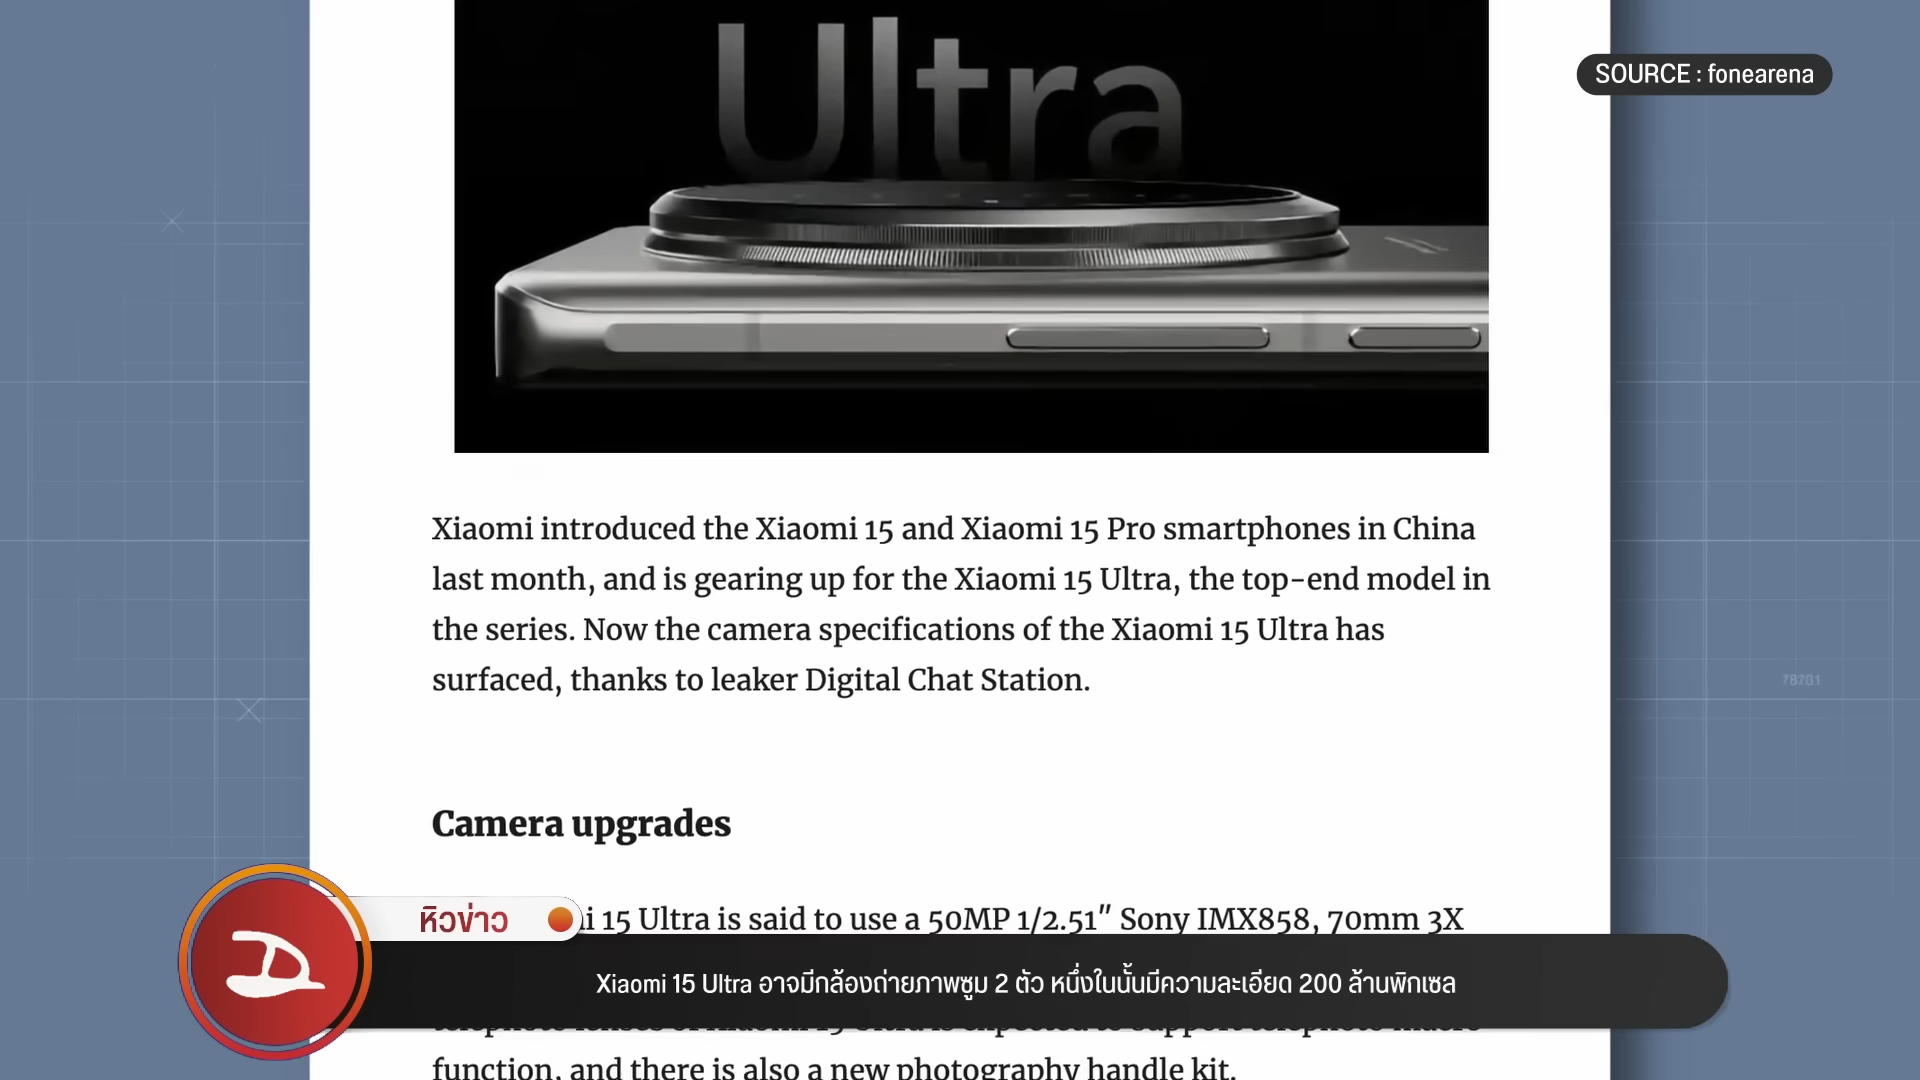 Ultra
SOURCE : fonearena
Xiaomi introduced the Xiaomi 15 and Xiaomi 15 Pro smartphones in China
last month, and is gearing up for the Xiaomi 15 Ultra, the top-end model in
the series. Now the camera specifications of the Xiaomi 15 Ultra has
surfaced, thanks to leaker Digital Chat Station.
78701
Camera upgrades
15 Ultra is said to use a 50MP 1/2.51″ Sony IMX858, 70mm 3X
หิวข่าว
Xiaomi 15 Ultra อาจมีกล้องถ่ายภาพซูม 2 ตัว หนึ่งในนั้นมีความละเอียด 200 ล้านพิกเซล
function, and there is also a new photography handle kit.